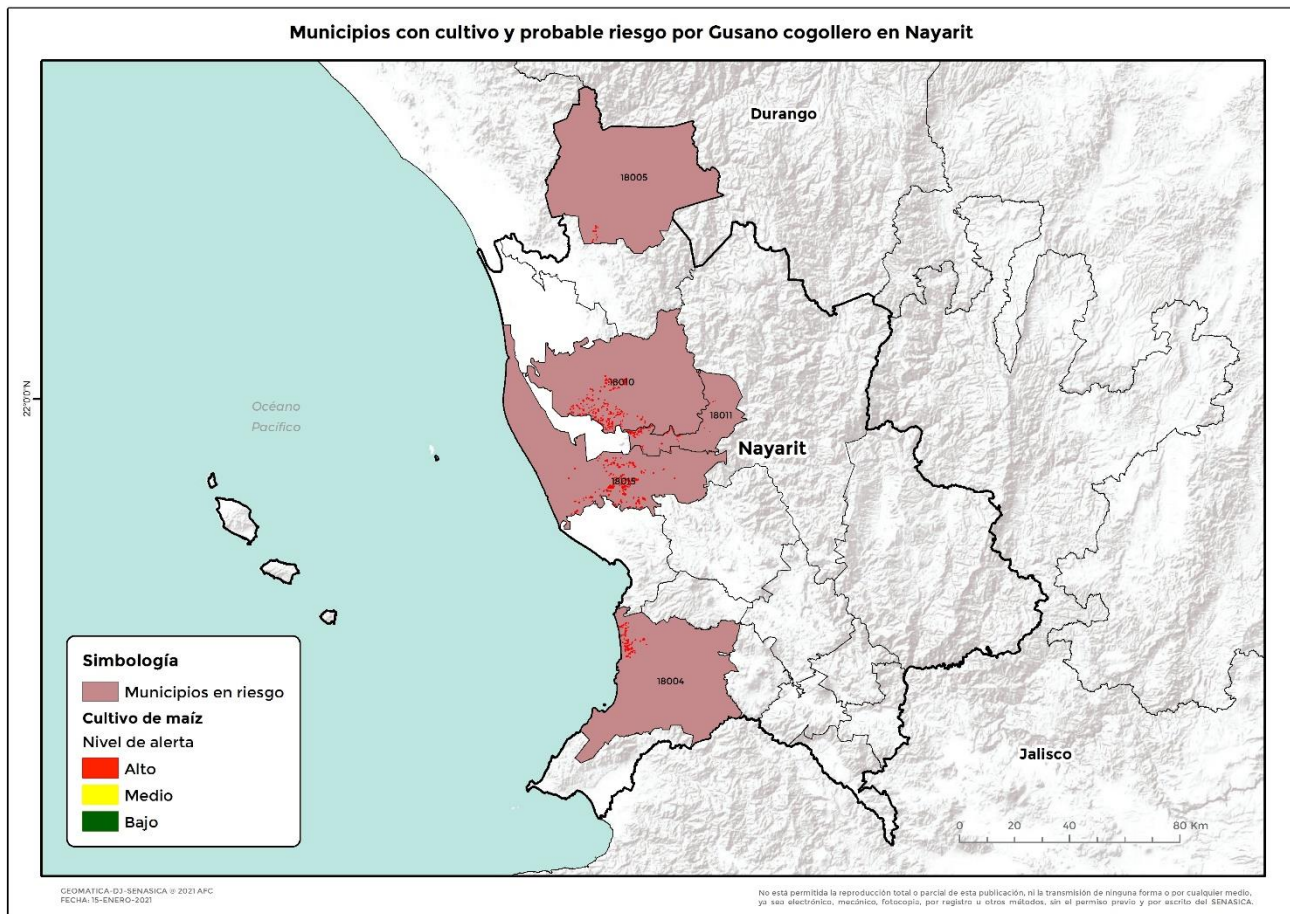 Municipios con cultivo y probable riesgo por Gusano cogollero en Nayarit
Durango
18005
22°0'0"N
18010
Océano
Pacífico
18011
Nayarit
18015
18004
Simbología
Municipios en riesgo
Cultivo de maíz
Nivel de alerta
Alto
Medio
Bajo
Jalisco
0 20 40 80 Km
GEOMATICA-DJ-SENASICA @ 2021 AFC
FECHA: 15-ENERO-2021
No está permitida la reproducción total o parcial de esta publicación, ni la transmisión de ninguna forma o por cualquier medio,
ya sea electrónico, mecánico, fotocopia, por registro u otros métodos, sin el permiso previo y por escrito del SENASICA.